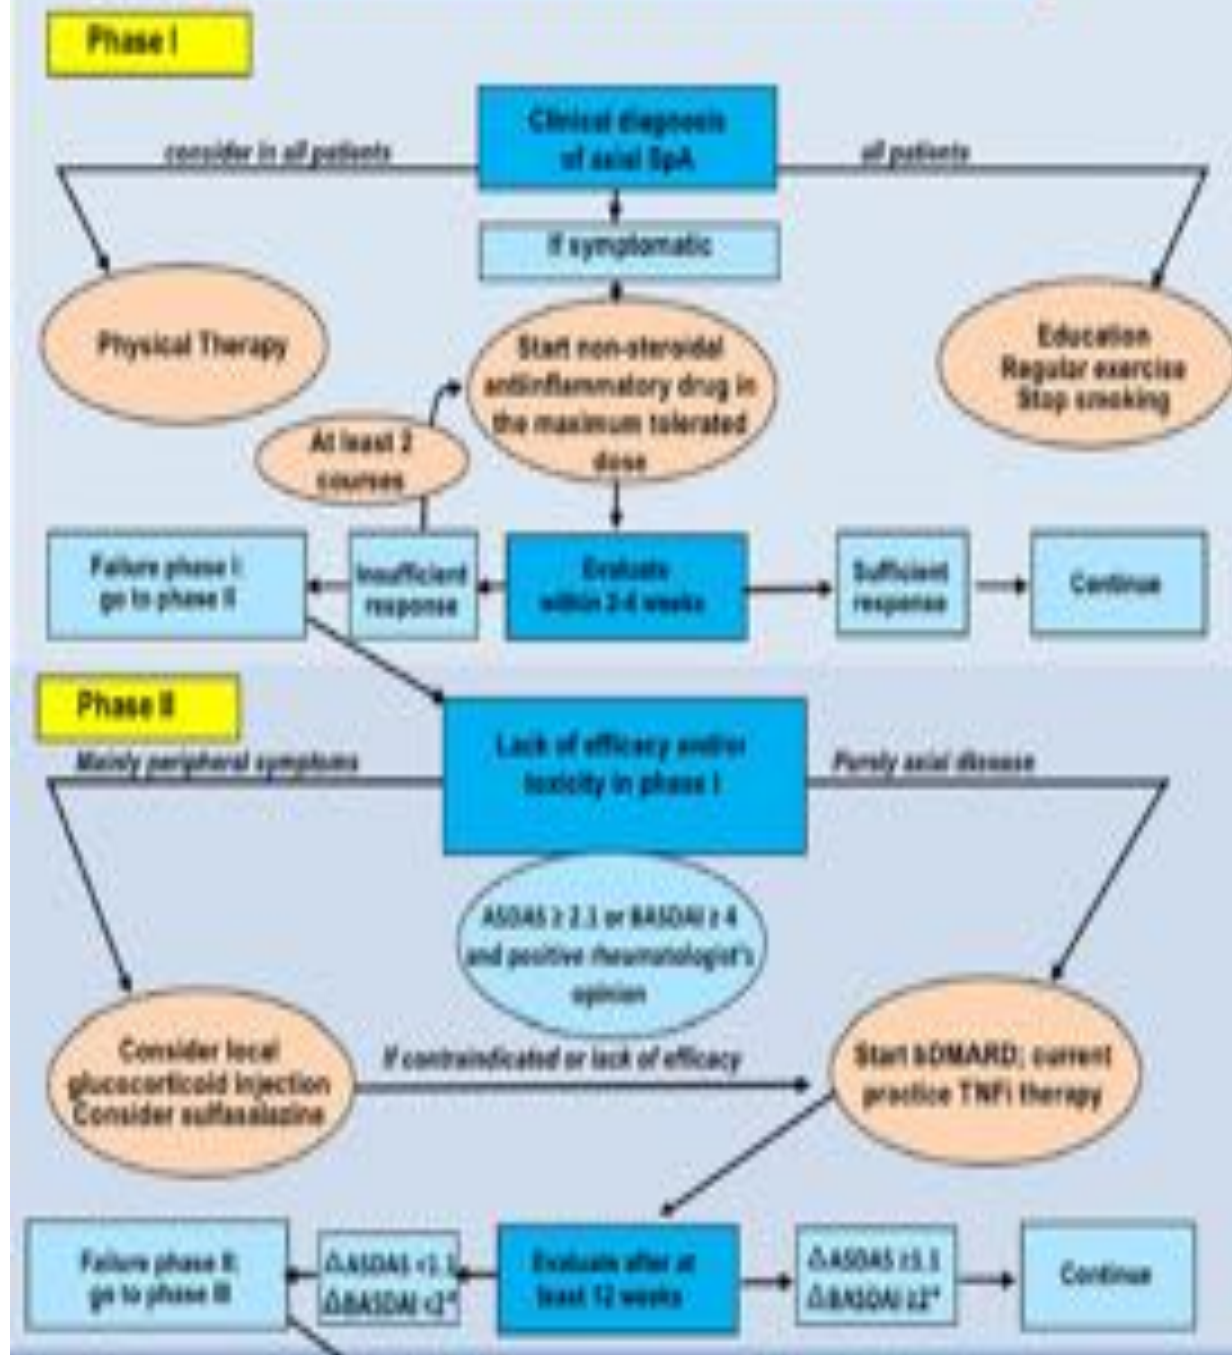 Phase I
Clinical diagnosis
of axial SpA
consider in all patients
all patients
If symptomatic
Physical Therapy
Start non-steroidal
antiinflammatory drug in
the maximum tolerated
dose
Education
Regular exercise
Stop smoking
At least 2
courses
Failure phase I:
go to phase II
Insufficient
response
Evaluate
within 2-4 weeks
Sufficient
response
Continue
Phase II
Lack of efficacy and/or
toxicity in phase I
Mainly peripheral symptoms
Purely axial disease
ASDAS ≥ 2.1 or BASDAI ≥ 4
and positive rheumatologist's
opinion
Consider local
glucocorticoid injection
Consider sulfasalazine
If contraindicated or lack of efficacy
Start bDMARD; current
practice TNFi therapy
Failure phase II:
go to phase III
△ASDAS <1.1
△BASDAI <2*
Evaluate after at
least 12 weeks
△ASDAS ≥1.1
△BASDAI ≥2*
Continue